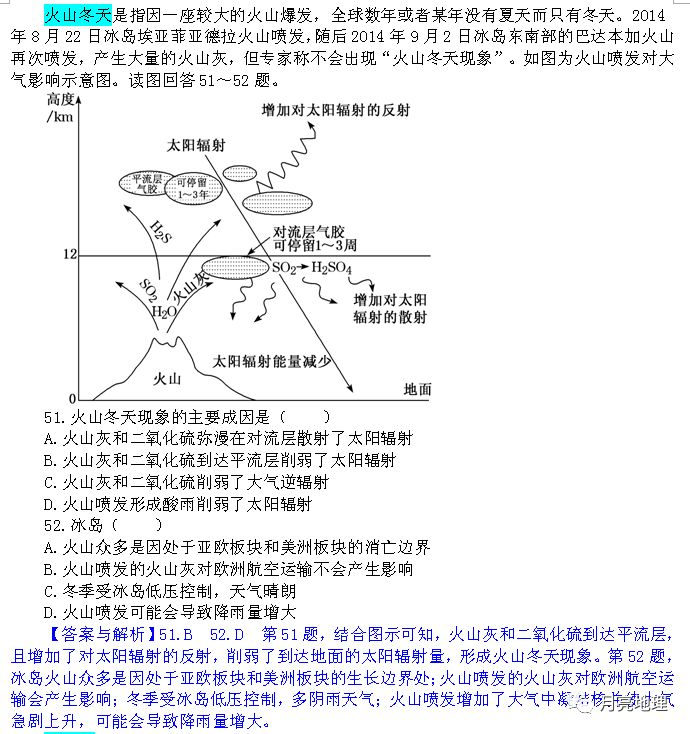 火山冬天是指因一座较大的火山爆发，全球数年或者某年没有夏天而只有冬天。2014
年8月22日冰岛埃亚菲亚德拉火山喷发，随后2014年9月2日冰岛东南部的巴达本加火山
再次喷发，产生大量的火山灰，但专家称不会出现“火山冬天现象”。如图为火山喷发对大
气影响示意图。读图回答51～52题。
高度
/km
增加对太阳辐射的反射
太阳辐射
平流层
气胶
可停留
1～3年
对流层气胶
可停留1～3周
H₂S
12
SO₂→H₂SO₄
SO₂
火山灰
H₂O
增加对太阳
辐射的散射
太阳辐射能量减少
火山
地面
0
51.火山冬天现象的主要成因是（　　）
A.火山灰和二氧化硫弥漫在对流层散射了太阳辐射
B.火山灰和二氧化硫到达平流层削弱了太阳辐射
C.火山灰和二氧化硫削弱了大气逆辐射
D.火山喷发形成酸雨削弱了太阳辐射
52.冰岛（　　）
A.火山众多是因处于亚欧板块和美洲板块的消亡边界
B.火山喷发的火山灰对欧洲航空运输不会产生影响
C.冬季受冰岛低压控制，天气晴朗
D.火山喷发可能会导致降雨量增大
【答案与解析】51.B　52.D　第51题，结合图示可知，火山灰和二氧化硫到达平流层，
且增加了对太阳辐射的反射，削弱了到达地面的太阳辐射量，形成火山冬天现象。第52题，
冰岛火山众多是因处于亚欧板块和美洲板块的生长边界处；火山喷发的火山灰对欧洲航空运
输会产生影响；冬季受冰岛低压控制，多阴雨天气；火山喷发增加了大气中凝
急剧上升，可能会导致降雨量增大。
月亮地理